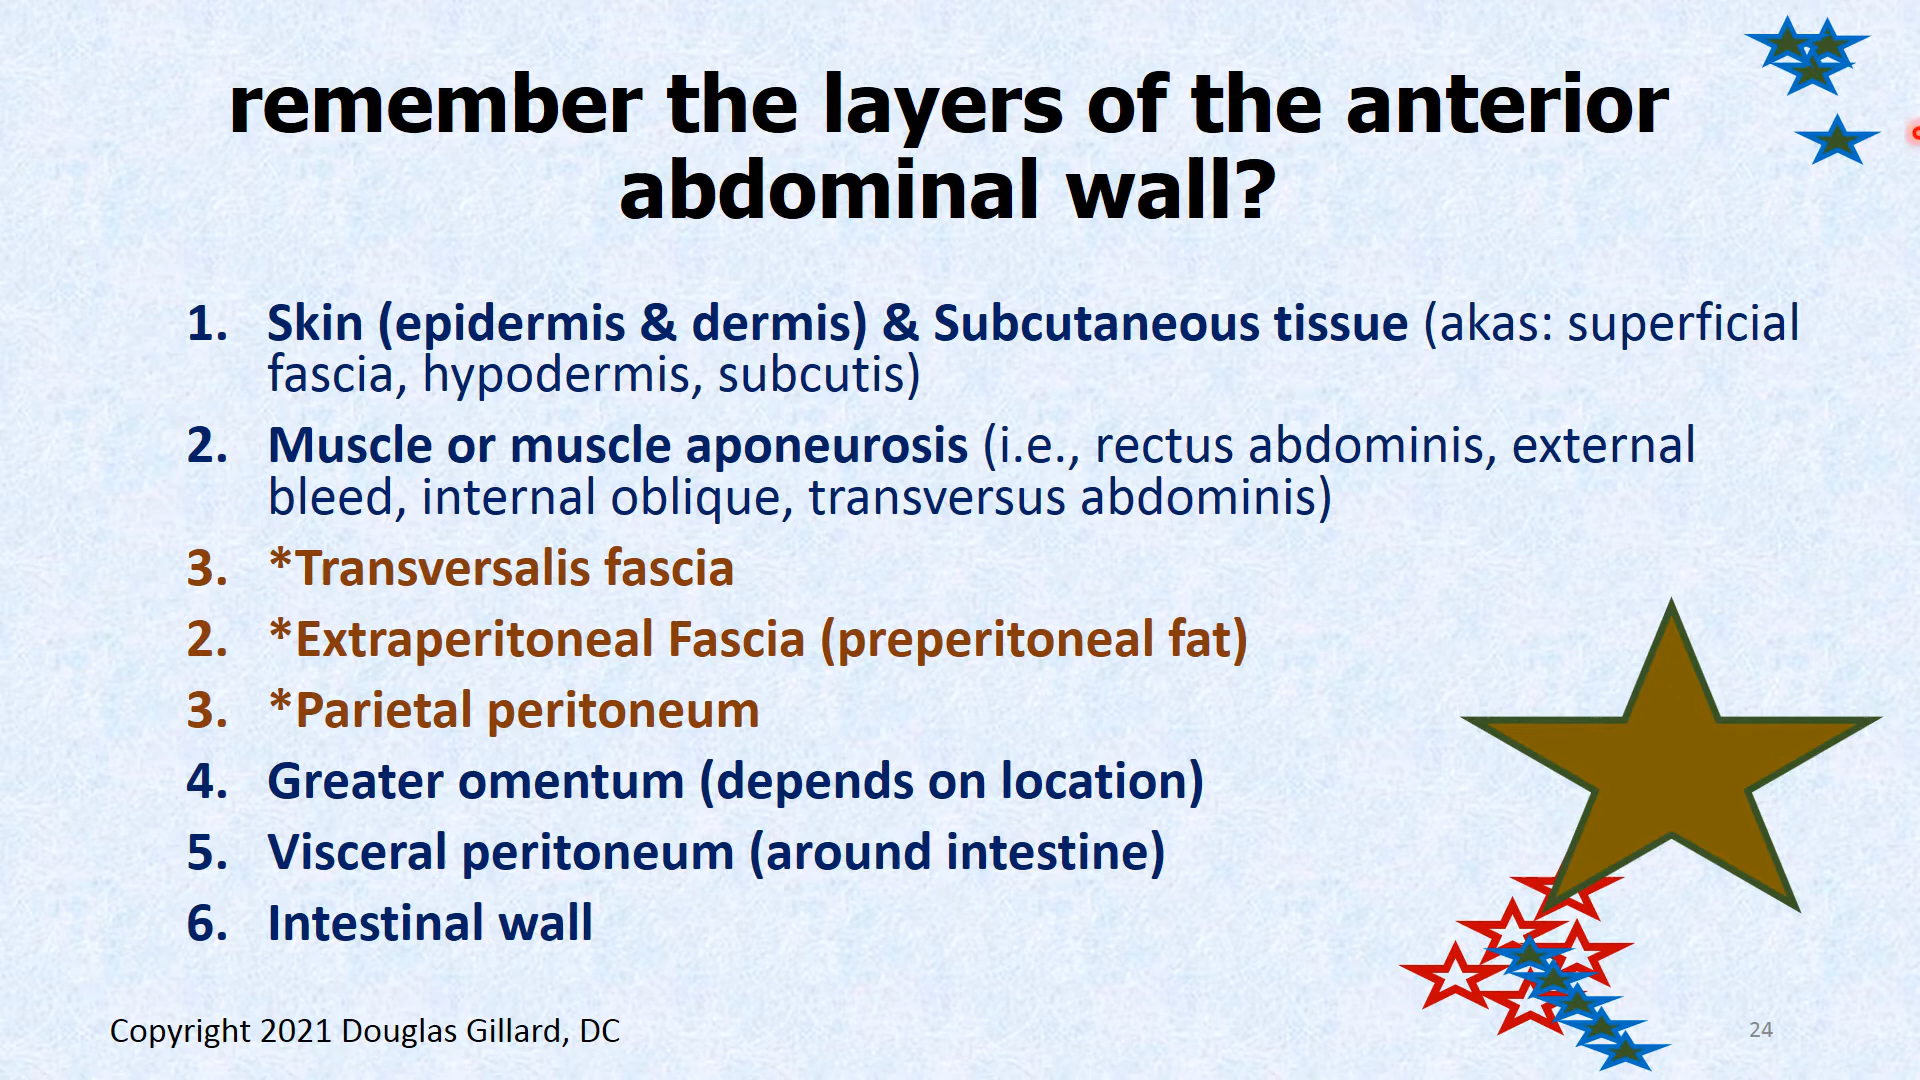 remember the layers of the anterior
abdominal wall?
1. Skin (epidermis & dermis) & Subcutaneous tissue (akas: superficial
fascia, hypodermis, subcutis)
2. Muscle or muscle aponeurosis (i.e., rectus abdominis, external
bleed, internal oblique, transversus abdominis)
3. *Transversalis fascia
2. *Extraperitoneal Fascia (preperitoneal fat)
3. *Parietal peritoneum
4. Greater omentum (depends on location)
5. Visceral peritoneum (around intestine)
6. Intestinal wall
Copyright 2021 Douglas Gillard, DC
24